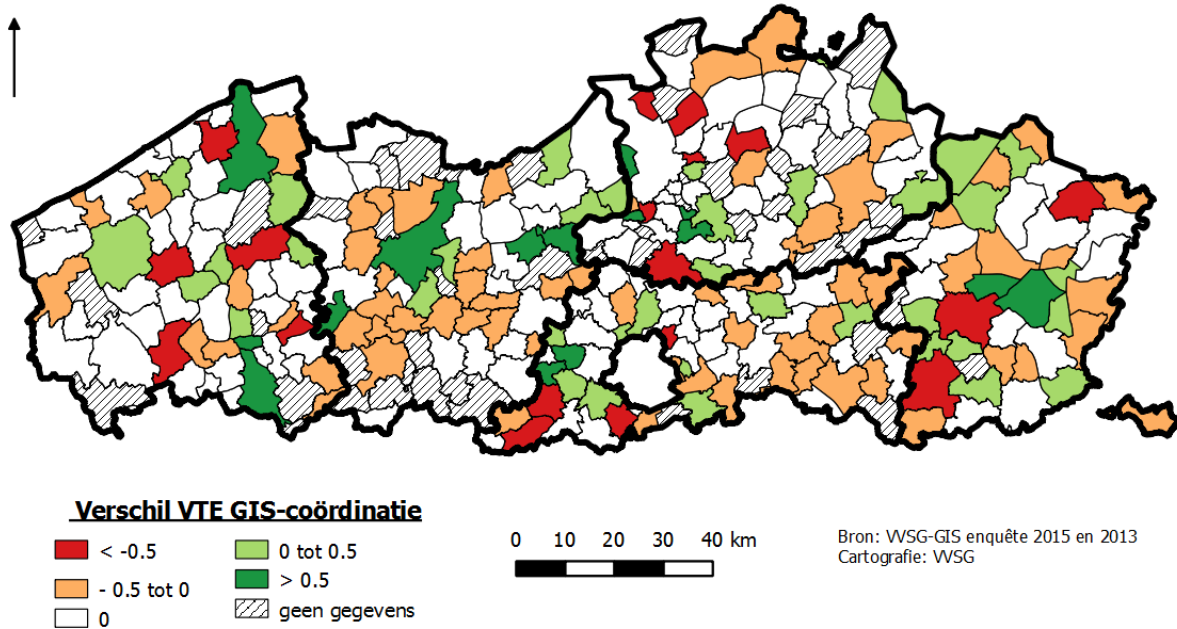 Verschil VTE GIS-coördinatie
< -0.5
- 0.5 tot 0
0
0 tot 0.5
> 0.5
geen gegevens
0 10 20 30 40 km
Bron: VVSG-GIS enquête 2015 en 2013
Cartografie: VVSG